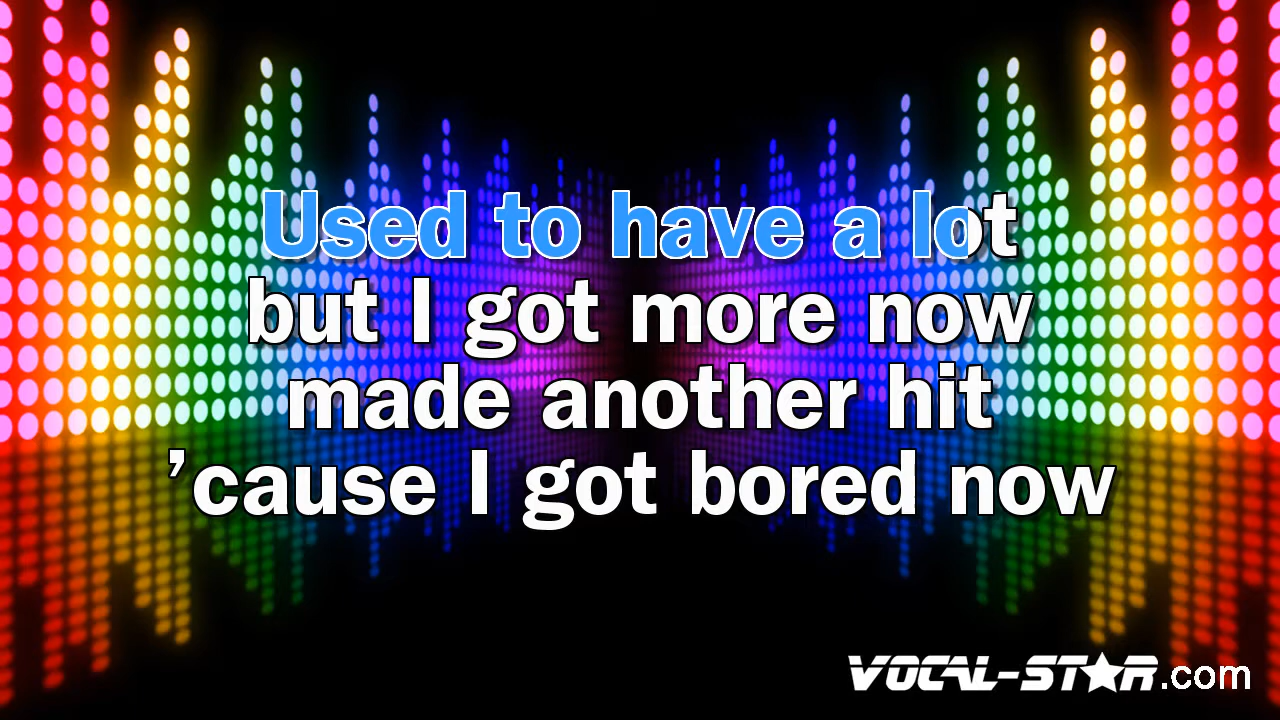 Used to have a lot
but I got more now
made another hit
’cause I got bored now
VOCAL-STAR.com